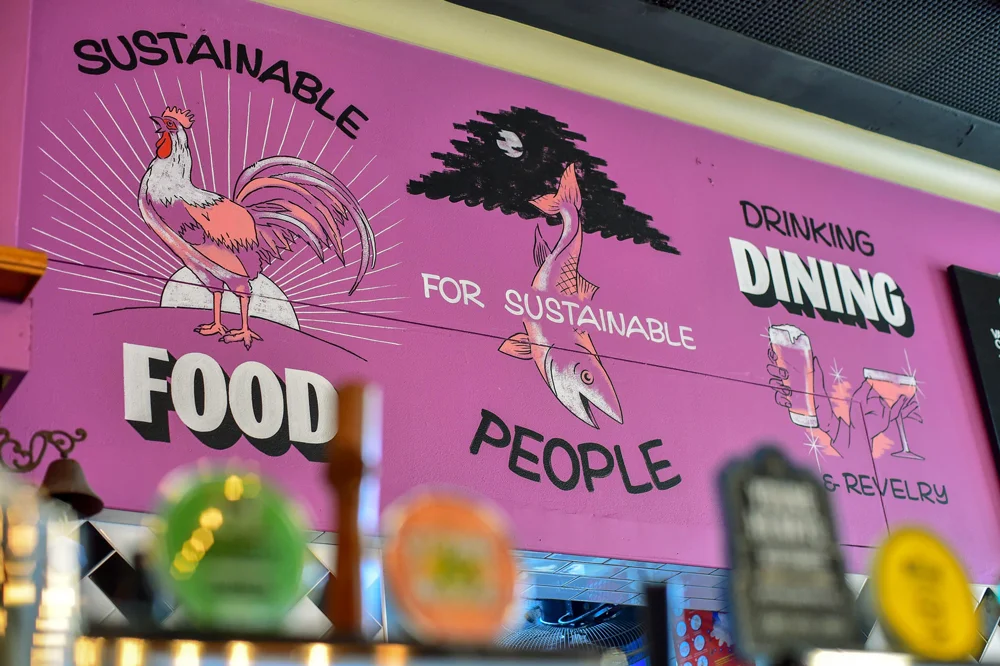 SUSTAINABLE
FOOD
FOR SUSTAINABLE
PEOPLE
DRINKING
DINING
& REVELRY